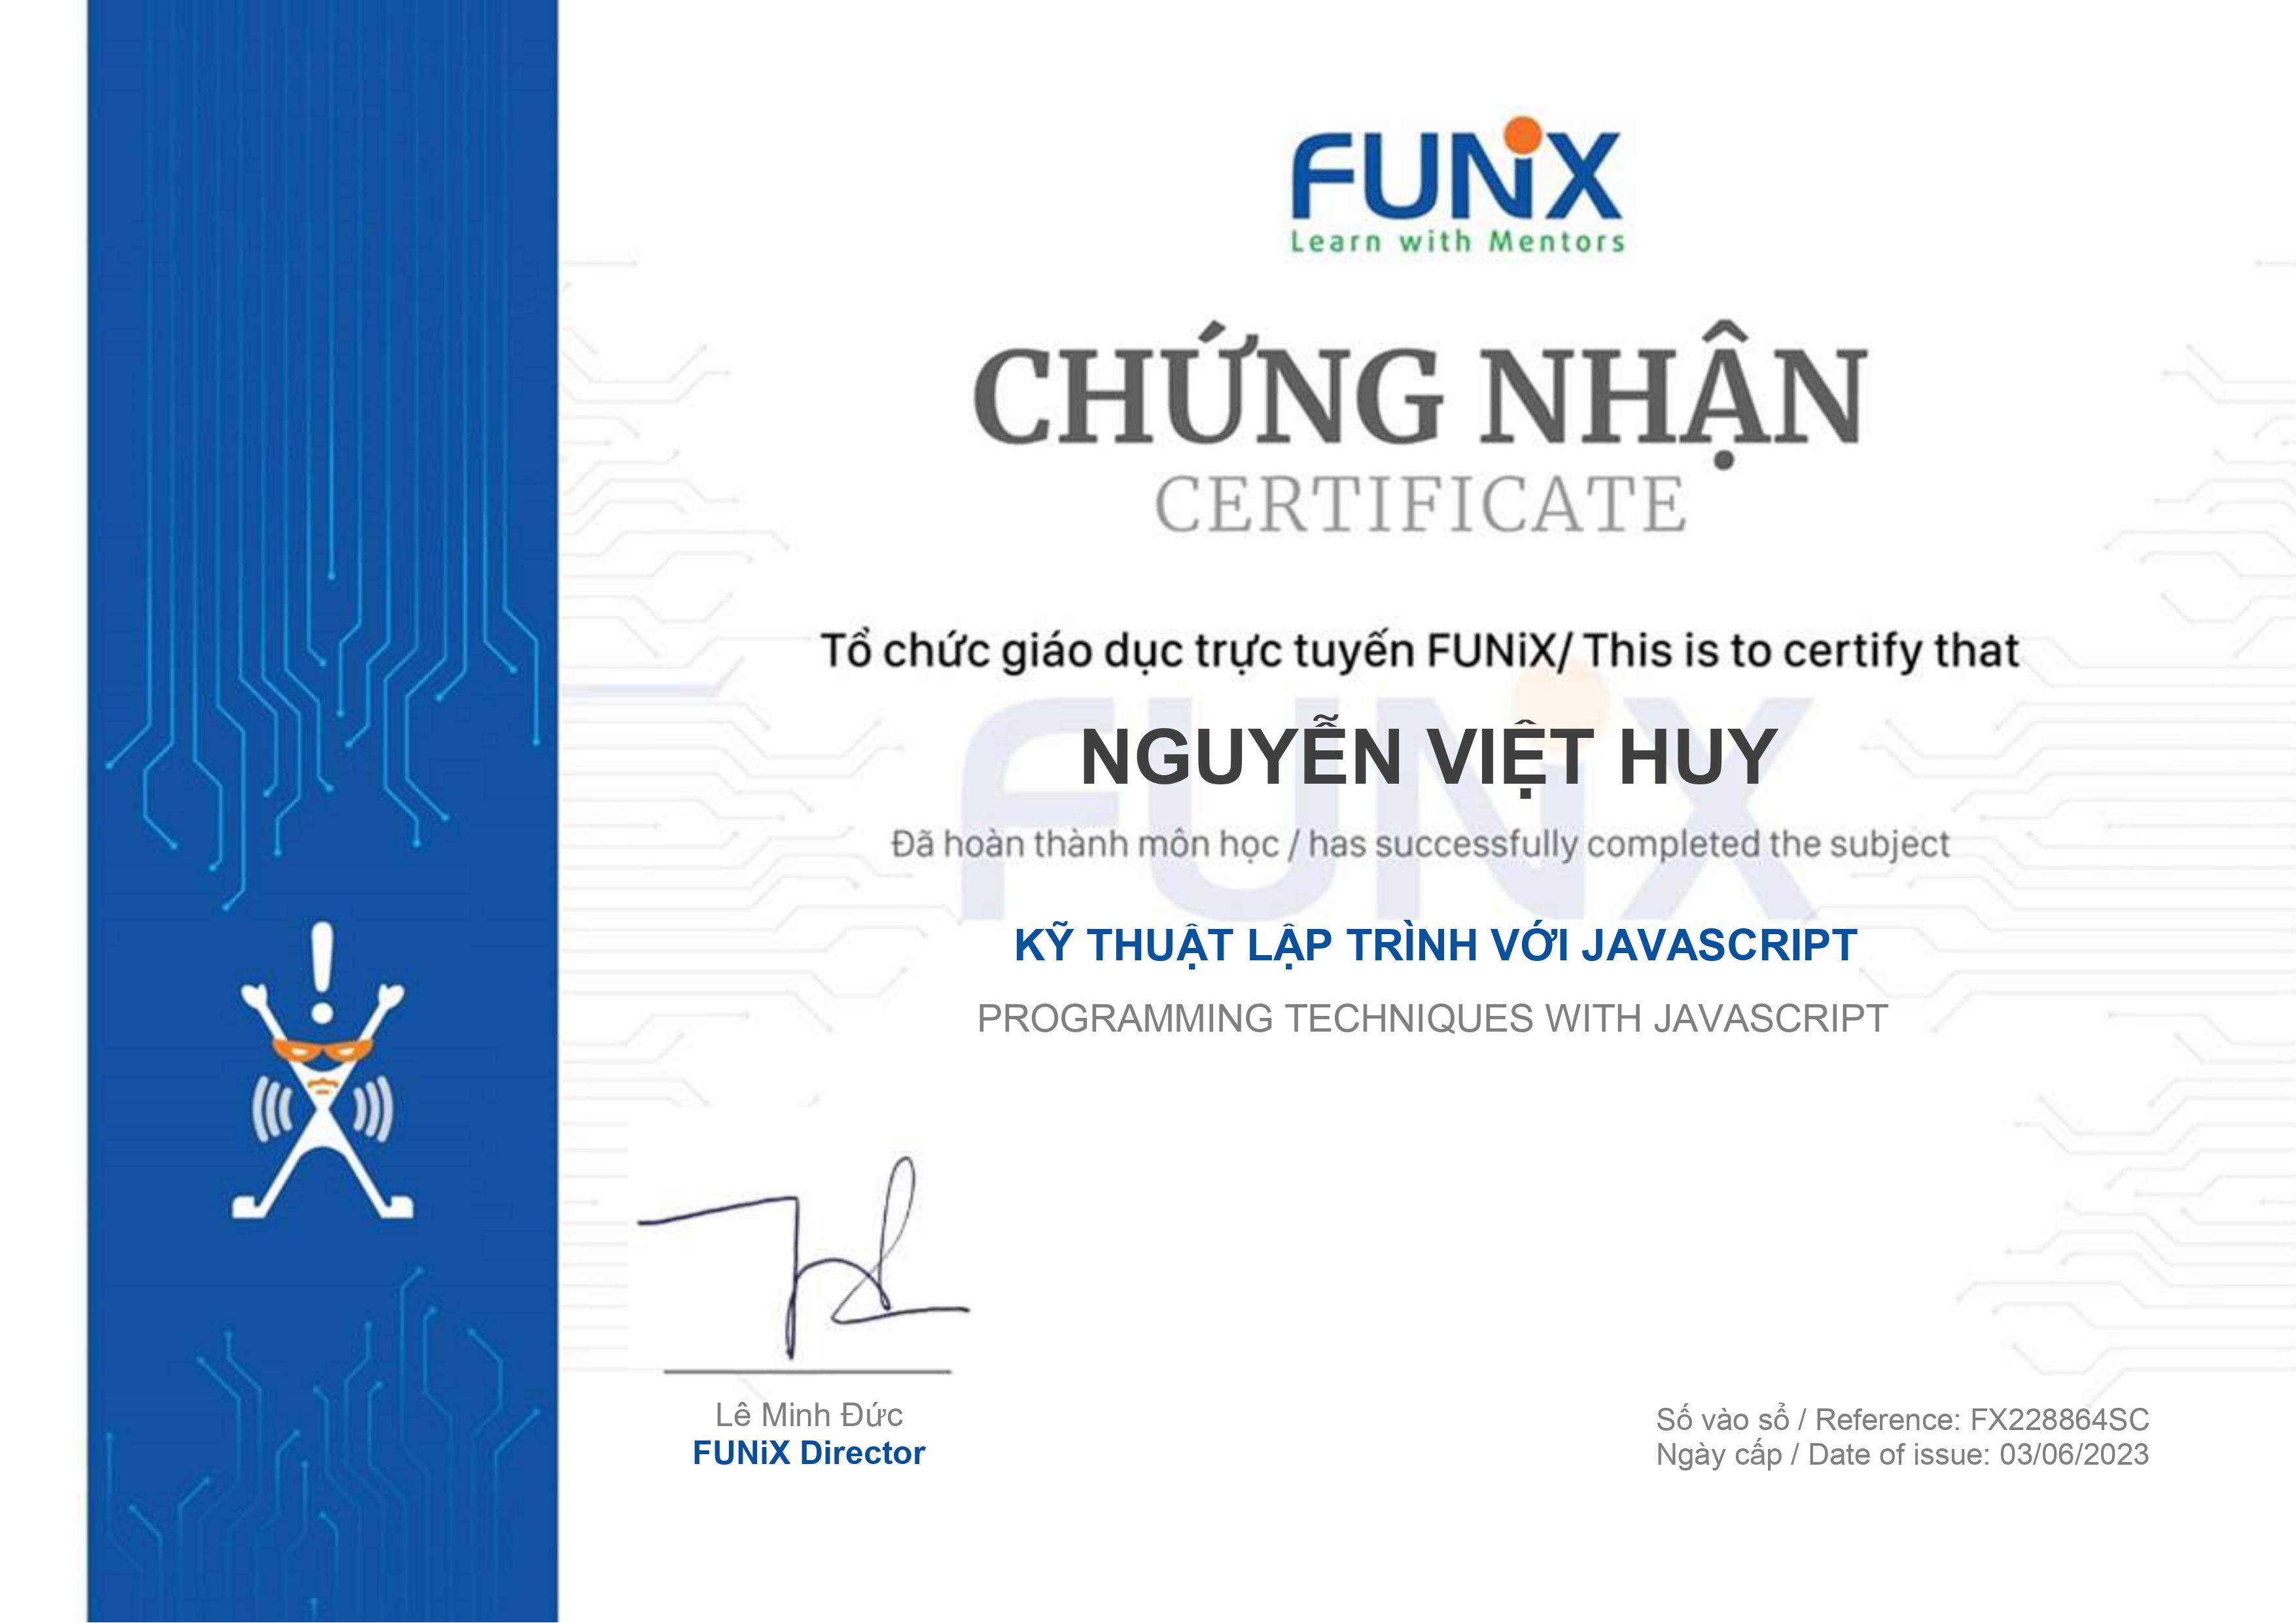 FUNiX
Learn with Mentors
CHỨNG NHẬN
CERTIFICATE
Tổ chức giáo dục trực tuyến FUNiX/ This is to certify that
NGUYỄN VIỆT HUY
Đã hoàn thành môn học / has successfully completed the subject
KỸ THUẬT LẬP TRÌNH VỚI JAVASCRIPT
PROGRAMMING TECHNIQUES WITH JAVASCRIPT
Lê Minh Đức
FUNiX Director
Số vào sổ / Reference: FX228864SC
Ngày cấp / Date of issue: 03/06/2023